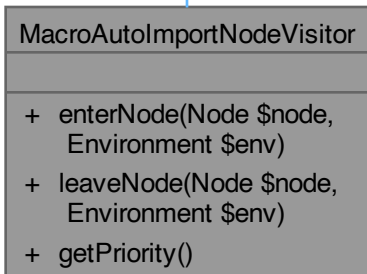 MacroAutoImportNodeVisitor
+ enterNode(Node $node,
Environment $env)
+ leaveNode(Node $node,
Environment $env)
+ getPriority()